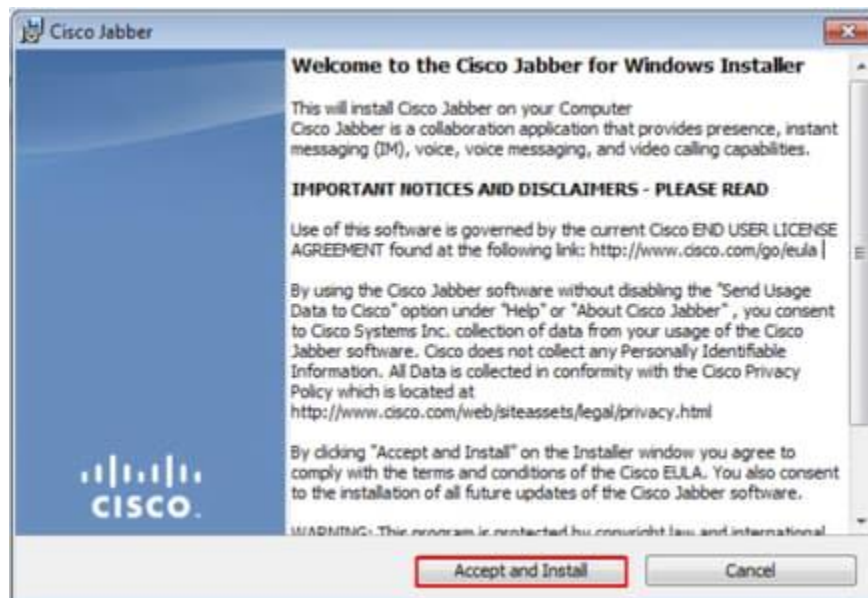 Cisco Jabber
Welcome to the Cisco Jabber for Windows Installer
This will install Cisco Jabber on your Computer
Cisco Jabber is a collaboration application that provides presence, instant
messaging (IM), voice, voice messaging, and video calling capabilities.
IMPORTANT NOTICES AND DISCLAIMERS - PLEASE READ
Use of this software is governed by the current Cisco END USER LICENSE
AGREEMENT found at the following link: http://www.cisco.com/go/eula
By using the Cisco Jabber software without disabling the "Send Usage
Data to Cisco" option under "Help" or "About Cisco Jabber" , you consent
to Cisco Systems Inc. collection of data from your usage of the Cisco
Jabber software. Cisco does not collect any Personally Identifiable
Information. All Data is collected in conformity with the Cisco Privacy
Policy which is located at
http://www.cisco.com/web/siteassets/legal/privacy.html
By clicking "Accept and Install" on the Installer window you agree to
comply with the terms and conditions of the Cisco EULA. You also consent
to the installation of all future updates of the Cisco Jabber software.
WARNING: This program is protected by copyright law and international
CISCO.
Accept and Install
Cancel